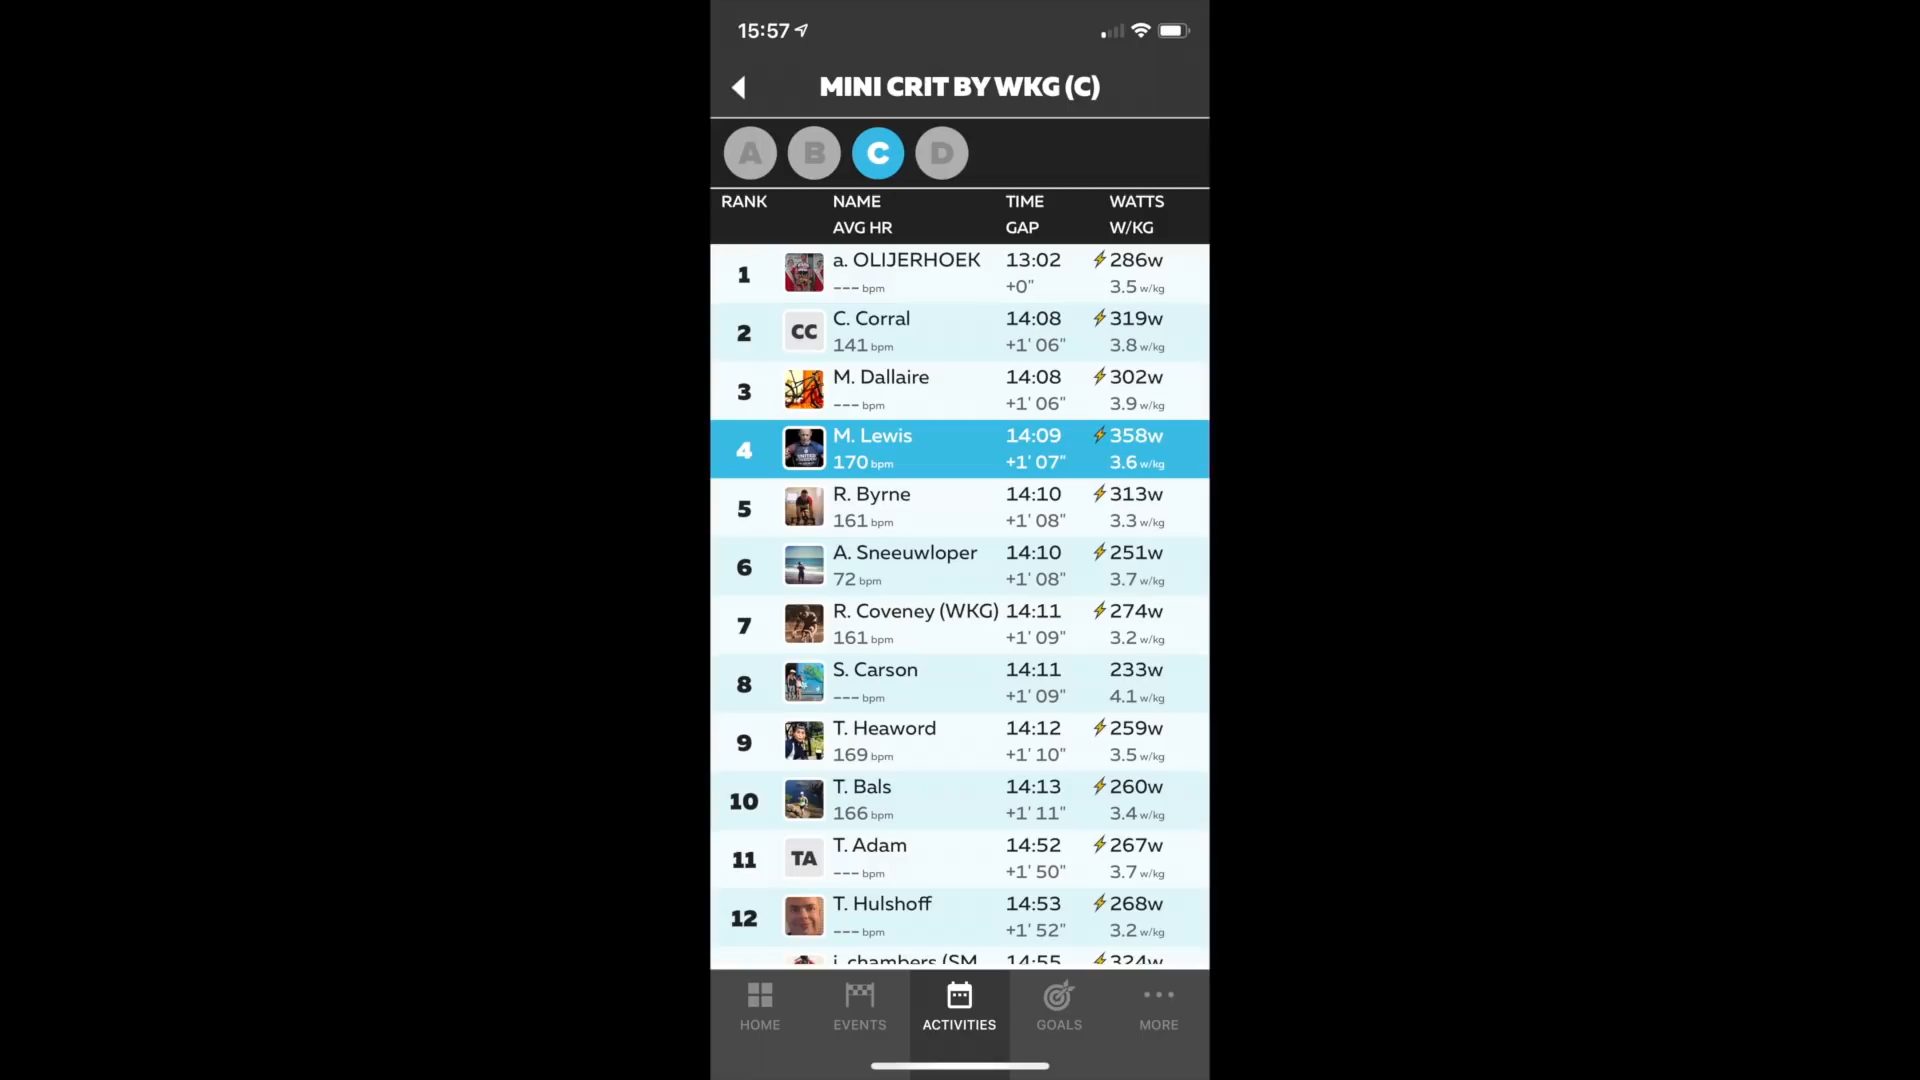 15:57
MINI CRIT BY WKG (C)
A B C D
RANK NAME TIME WATTS
AVG HR GAP W/KG
1 a. OLIJERHOEK 13:02 286w
--- bpm +0" 3.5 w/kg
2 CC C. Corral 14:08 319w
141 bpm +1' 06" 3.8 w/kg
3 M. Dallaire 14:08 302w
--- bpm +1' 06" 3.9 w/kg
4 M. Lewis 14:09 358w
170 bpm +1' 07" 3.6 w/kg
5 R. Byrne 14:10 313w
161 bpm +1' 08" 3.3 w/kg
6 A. Sneeuwloper 14:10 251w
72 bpm +1' 08" 3.7 w/kg
7 R. Coveney (WKG) 14:11 274w
161 bpm +1' 09" 3.2 w/kg
8 S. Carson 14:11 233w
--- bpm +1' 09" 4.1 w/kg
9 T. Heaword 14:12 259w
169 bpm +1' 10" 3.5 w/kg
10 T. Bals 14:13 260w
166 bpm +1' 11" 3.4 w/kg
11 TA T. Adam 14:52 267w
--- bpm +1' 50" 3.7 w/kg
12 T. Hulshoff 14:53 268w
--- bpm +1' 52" 3.2 w/kg
j. chambers (SM 14:55 324w
HOME EVENTS ACTIVITIES GOALS MORE